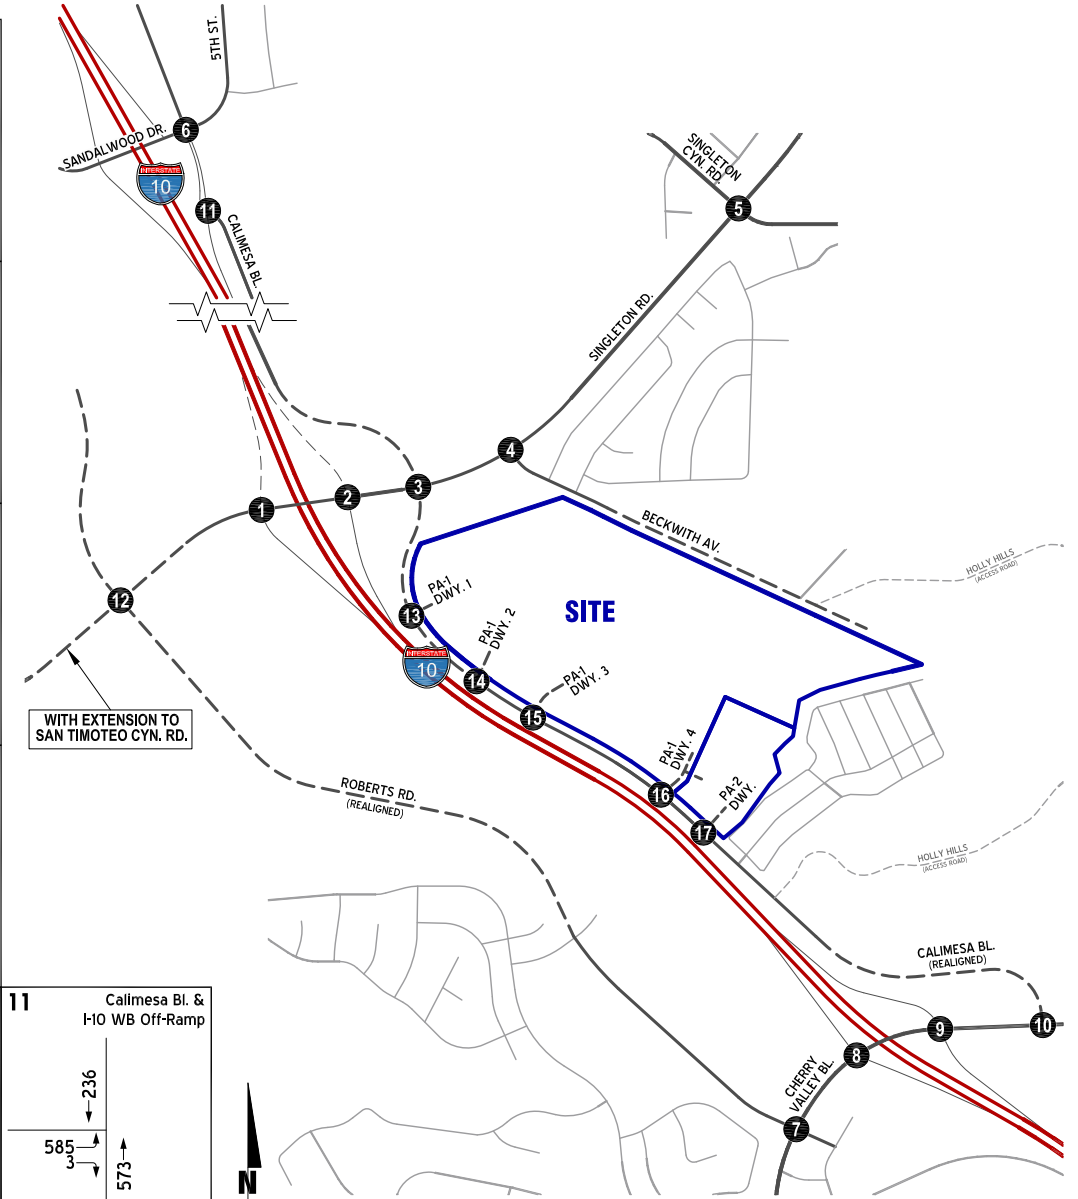 5TH ST.
SANDALWOOD DR.
6
INTERSTATE
10
11
CALIMESA BL.
SINGLETON
CYN. RD.
5
SINGLETON RD.
4
3
2
1
BECKWITH AV.
HOLLY HILLS
(ACCESS ROAD)
12
PA-1
DWY. 1
13
SITE
PA-1
DWY. 2
INTERSTATE
10
14
PA-1
DWY. 3
15
WITH EXTENSION TO
SAN TIMOTEO CYN. RD.
PA-1
DWY. 4
16
PA-2
DWY.
17
ROBERTS RD.
(REALIGNED)
HOLLY HILLS
(ACCESS ROAD)
CALIMESA BL.
(REALIGNED)
9
10
8
CHERRY
VALLEY BL.
7
11
Calimesa Bl. &
I-10 WB Off-Ramp
236
585
3
573
N